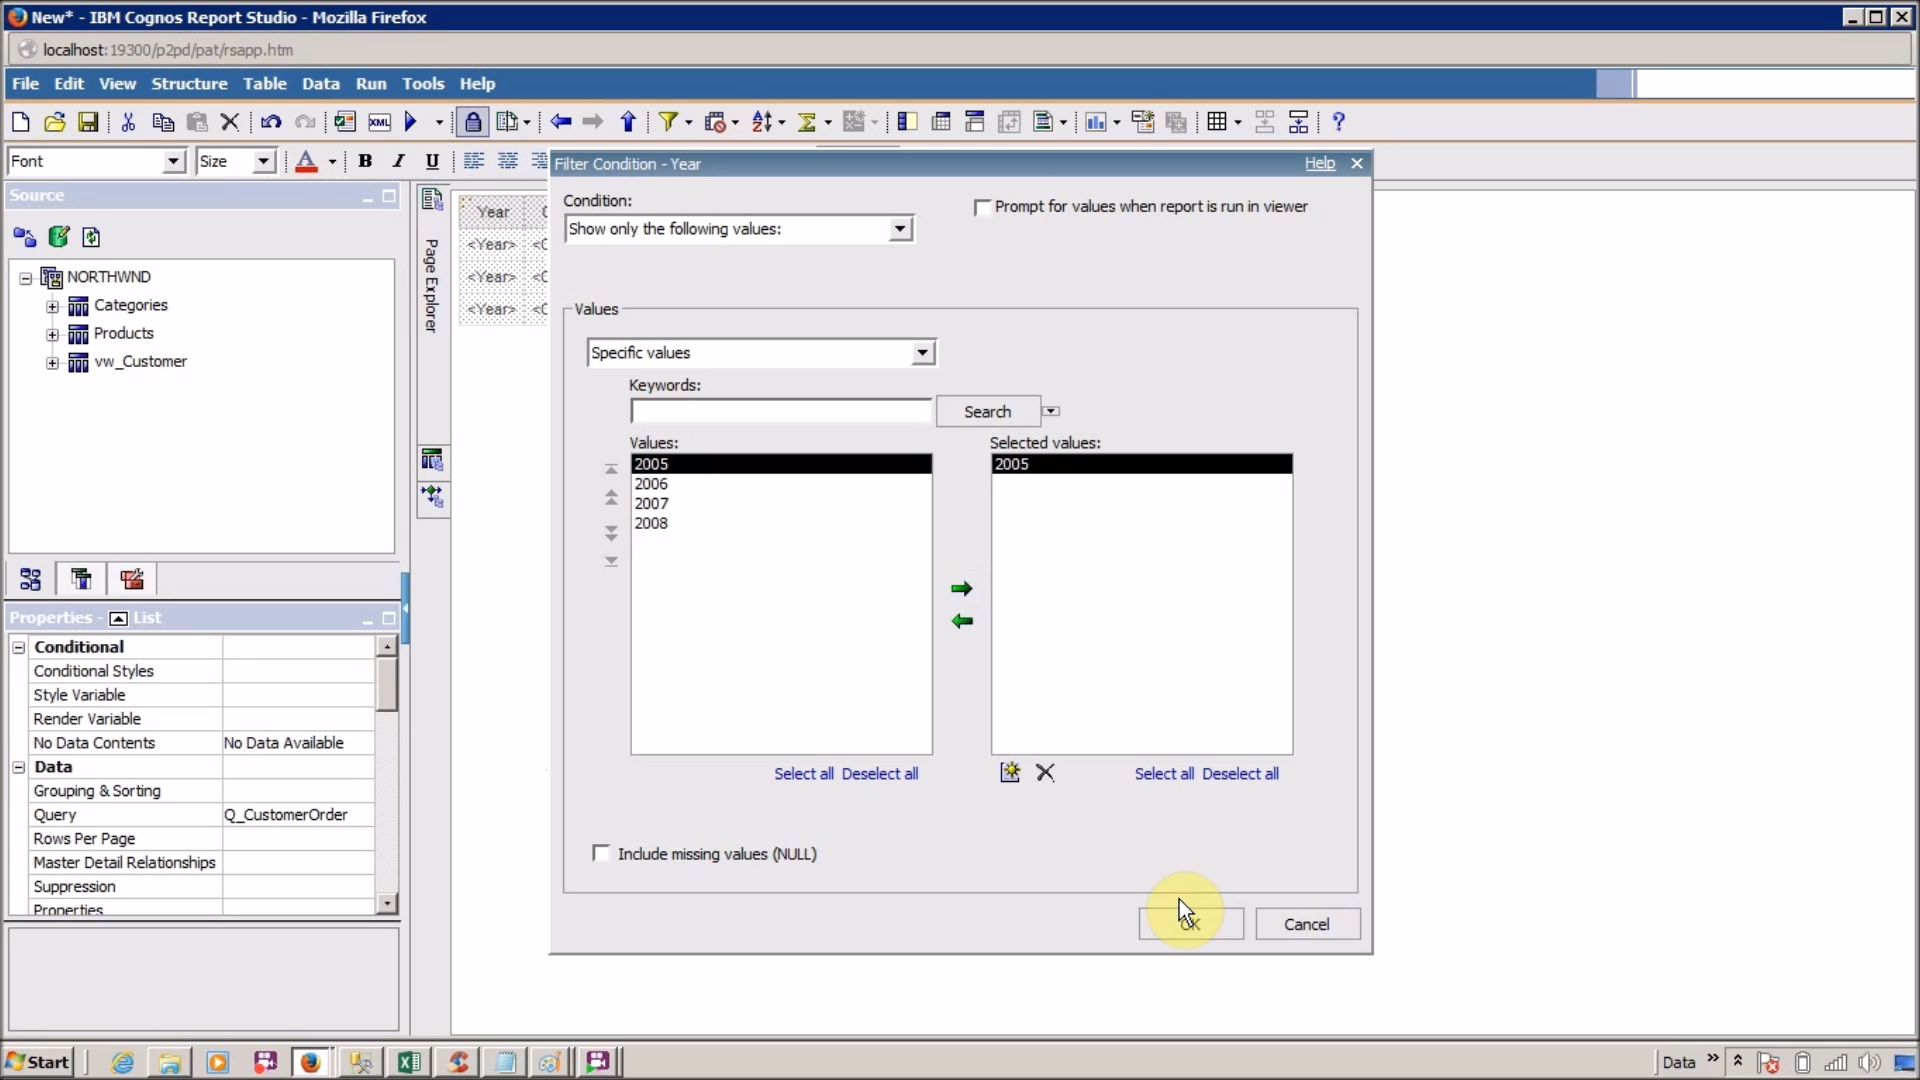 New* - IBM Cognos Report Studio - Mozilla Firefox
localhost:19300/p2pd/pat/rsapp.htm
File Edit View Structure Table Data Run Tools Help
XML
Font Size A B I U
Filter Condition - Year Help
Source
Condition:
Show only the following values:
Prompt for values when report is run in viewer
Page Explorer
Year
<Year>
<Year>
<Year>
NORTHWND
Categories
Products
vw_Customer
Values
Specific values
Keywords:
Search
Values:
2005
2006
2007
2008
Selected values:
2005
Select all Deselect all
Select all Deselect all
Include missing values (NULL)
OK Cancel
Properties - List
Conditional
Conditional Styles
Style Variable
Render Variable
No Data Contents No Data Available
Data
Grouping & Sorting
Query Q_CustomerOrder
Rows Per Page
Master Detail Relationships
Suppression
Properties
Start
Data